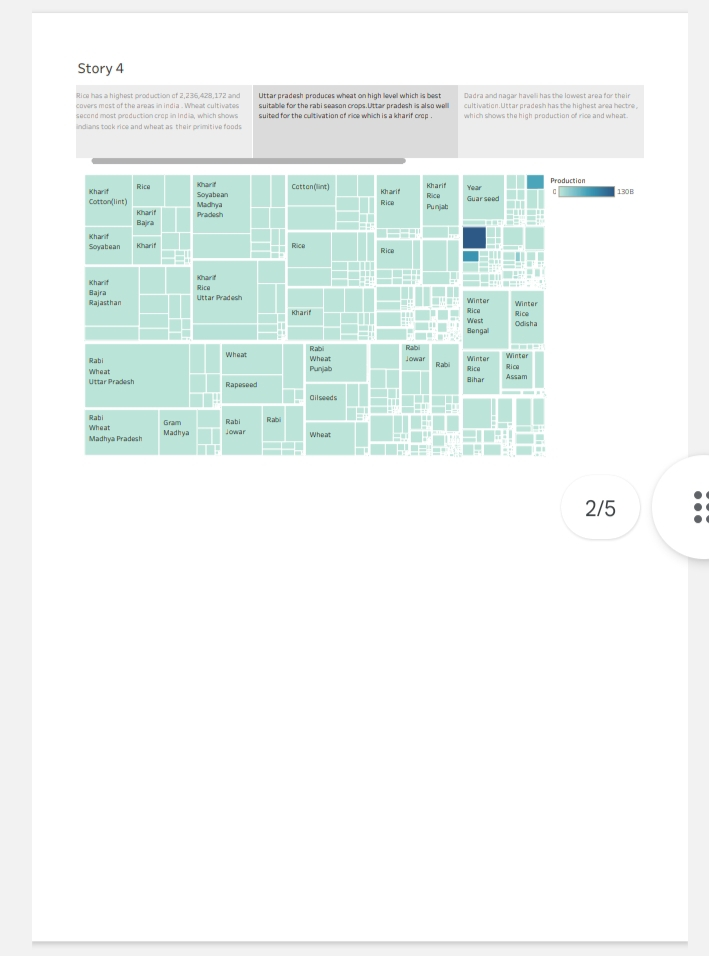 Story 4
Rice has a highest production of 2,236,428,172 and
covers most of the areas in india . Wheat cultivates
second most production crop in India, which shows
Indians took rice and wheat as their primitive foods
Uttar pradesh produces wheat on high level which is best
suitable for the rabi season crops.Uttar pradesh is also well
suited for the cultivation of rice which is a kharif crop .
Dadra and nagar haveli has the lowest area for their
cultivation Uttar pradesh has the highest area hectre ,
which shows the high production of rice and wheat.
Kharif
Cotton(lint)
Rice
Kharif
Bajra
Kharif
Soyabean
Kharif
Kharif
Soyabean
Madhya
Pradesh
Cotton(lint)
Rice
Kharif
Kharif
Rice
Kharif
Rice
Punjab
Rice
Kharif
Bajra
Rajasthan
Kharif
Rice
Uttar Pradesh
Year
Guar seed
Production
0
130B
Winter
Rice
West
Bengal
Winter
Rice
Odisha
Winter
Rice
Bihar
Winter
Rice
Assam
Rabi
Wheat
Uttar Pradesh
Wheat
Rapeseed
Rabi
Wheat
Punjab
Oilseeds
Wheat
Rabi
Jowar
Rabi
Rabi
Wheat
Madhya Pradesh
Gram
Madhya
Rabi
Jowar
Rabi
2/5